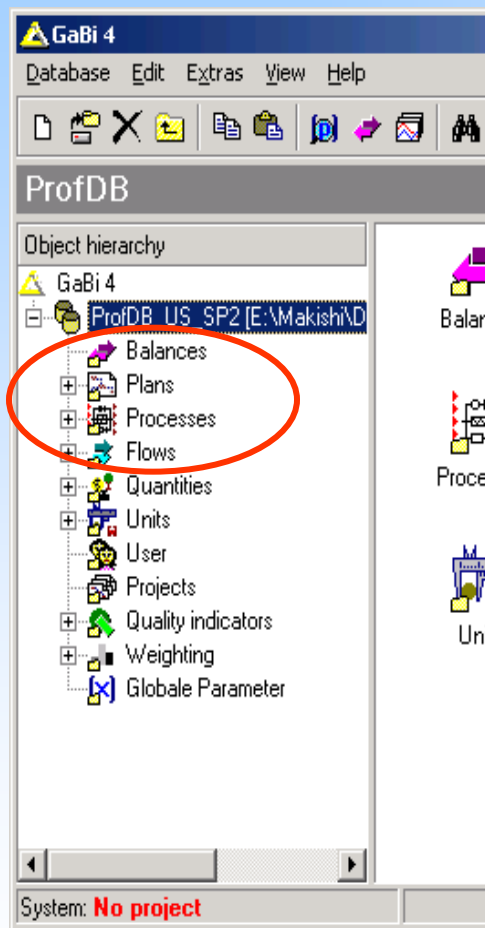 GaBi 4
Database Edit Extras View Help
ProfDB
Object hierarchy
GaBi 4
ProfDB_US_SP2 [E:\Makishi\D
Balances
Plans
Processes
Flows
Quantities
Units
User
Projects
Quality indicators
Weighting
Globale Parameter
Balan
Proce
Un
System: No project